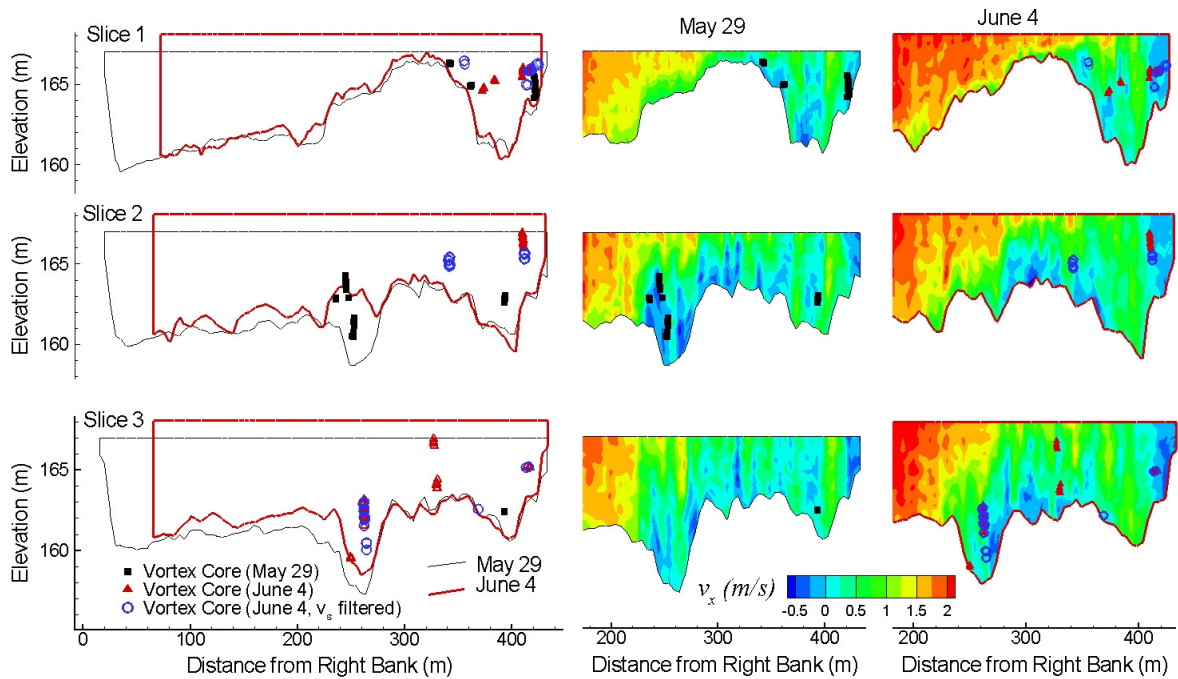 May 29
June 4
Slice 1
Elevation (m)
165
160
Slice 2
Elevation (m)
165
160
Slice 3
Elevation (m)
165
160
Vortex Core (May 29)
Vortex Core (June 4)
Vortex Core (June 4, vs filtered)
May 29
June 4
vx (m/s)
-0.5 0 0.5 1 1.5 2
0 100 200 300 400
200 300 400
200 300 400
Distance from Right Bank (m)
Distance from Right Bank (m)
Distance from Right Bank (m)